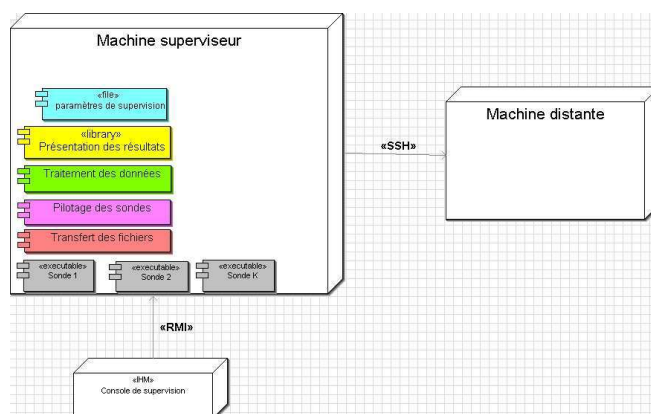 Machine superviseur
«file»
paramètres de supervision
«library»
Présentation des résultats
Traitement des données
Pilotage des sondes
Transfert des fichiers
«executable»
Sonde 1
«executable»
Sonde 2
«executable»
Sonde K
«SSH»
Machine distante
«RMI»
«IHM»
Console de supervision